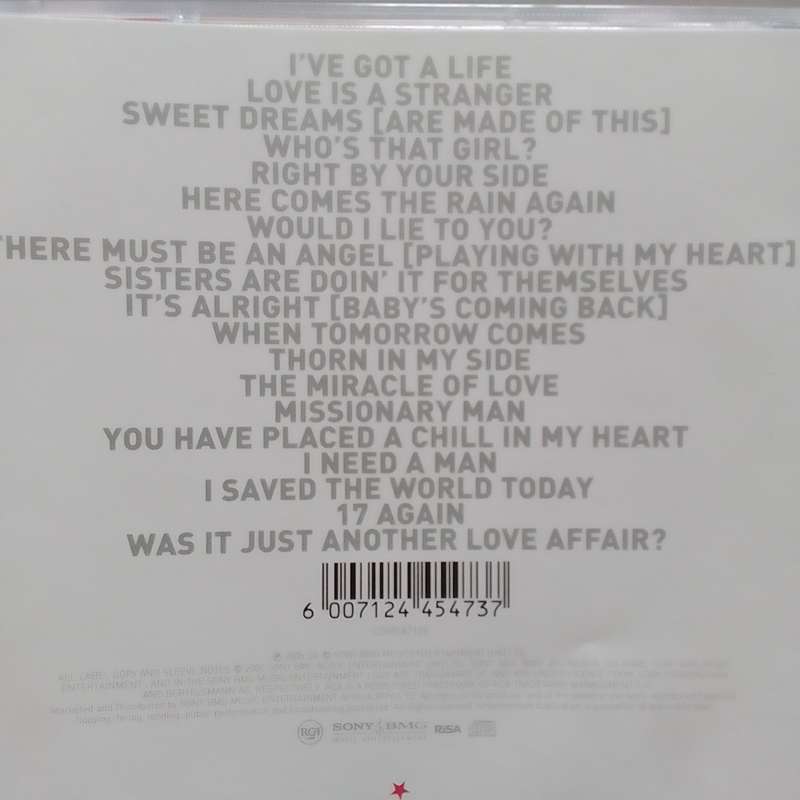 I'VE GOT A LIFE
LOVE IS A STRANGER
SWEET DREAMS [ARE MADE OF THIS]
WHO'S THAT GIRL?
RIGHT BY YOUR SIDE
HERE COMES THE RAIN AGAIN
WOULD I LIE TO YOU?
THERE MUST BE AN ANGEL [PLAYING WITH MY HEART]
SISTERS ARE DOIN' IT FOR THEMSELVES
IT'S ALRIGHT [BABY'S COMING BACK]
WHEN TOMORROW COMES
THORN IN MY SIDE
THE MIRACLE OF LOVE
MISSIONARY MAN
YOU HAVE PLACED A CHILL IN MY HEART
I NEED A MAN
I SAVED THE WORLD TODAY
17 AGAIN
WAS IT JUST ANOTHER LOVE AFFAIR?
6 007124 454737
SONY BMG
MUSIC ENTERTAINMENT
RiSA